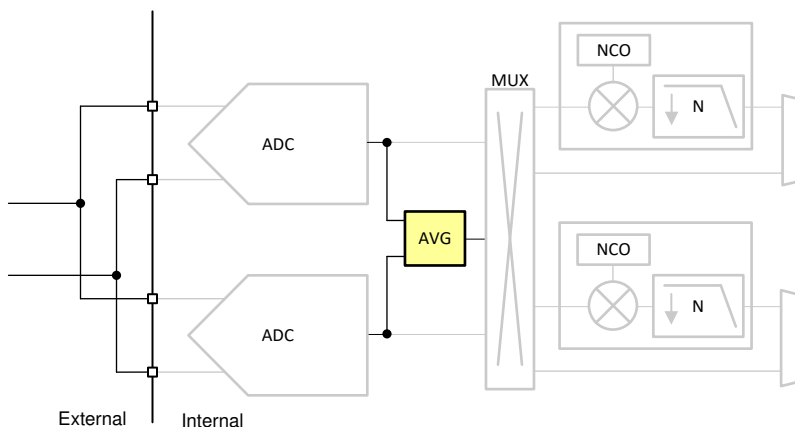 NCO
MUX
N
ADC
AVG
NCO
N
ADC
External
Internal